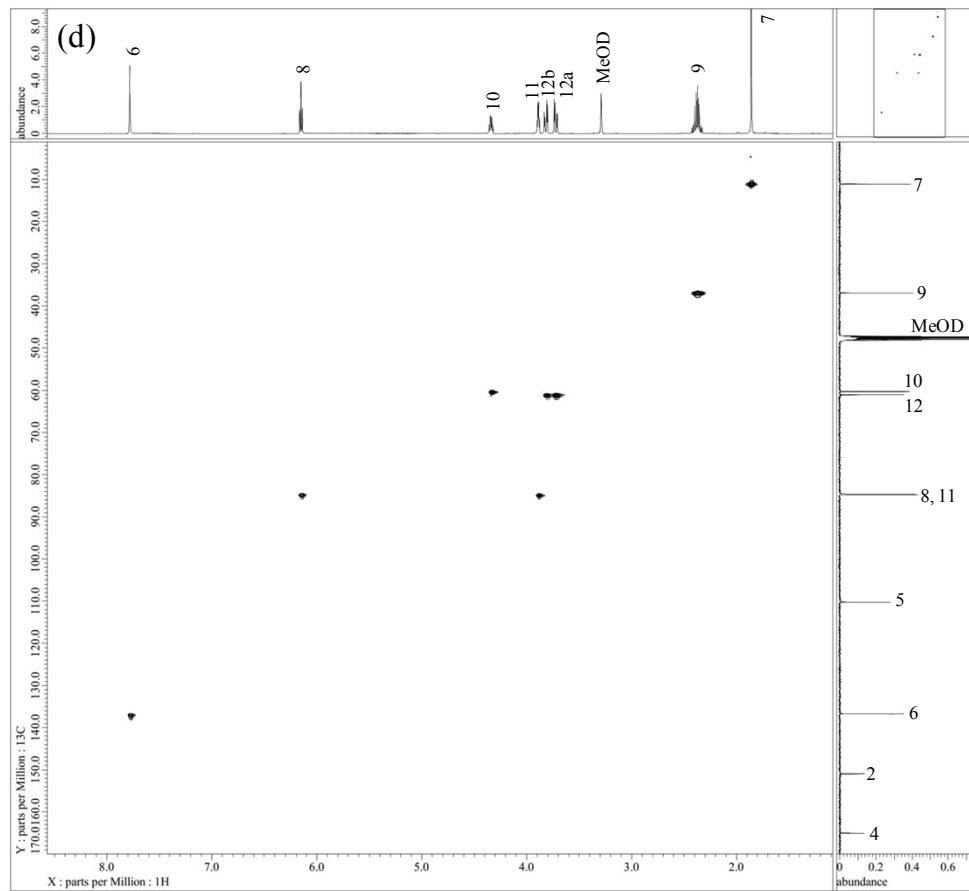 (d)
abundance
0 2.0 4.0 6.0 8.0
6
8
10
11
12b
12a
MeOD
9
7
Y : parts per Million : 13C
10.0
20.0
30.0
40.0
50.0
60.0
70.0
80.0
90.0
100.0
110.0
120.0
130.0
140.0
150.0
160.0
170.0
8.0 7.0 6.0 5.0 4.0 3.0 2.0
X : parts per Million : 1H
7
9
MeOD
10
12
8, 11
5
6
2
4
0 0.2 0.4 0.6
abundance